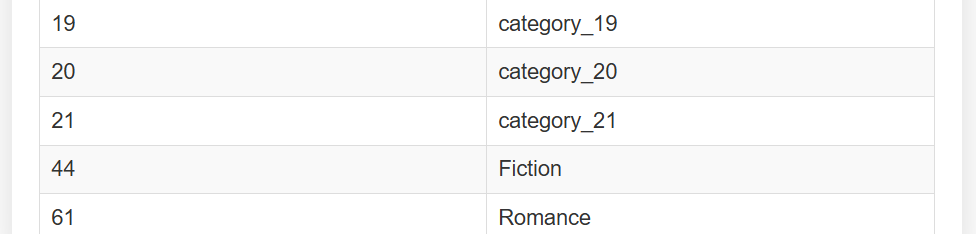 19 category_19
20 category_20
21 category_21
44 Fiction
61 Romance